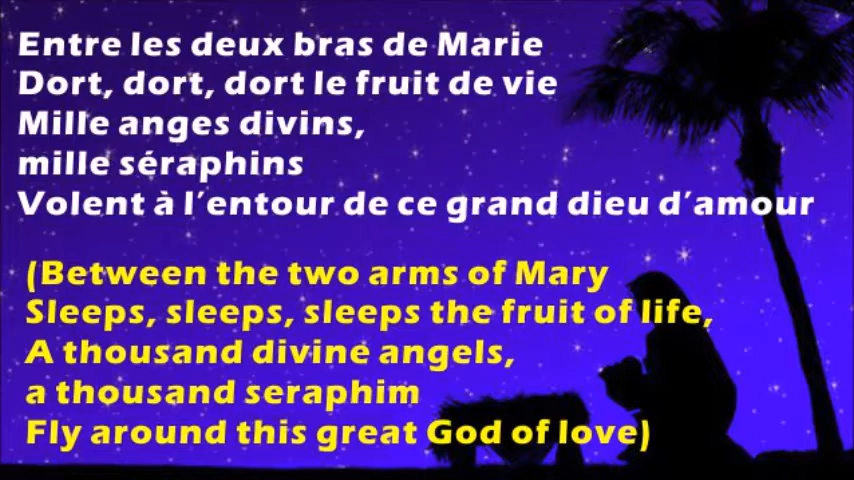 Entre les deux bras de Marie
Dort, dort, dort le fruit de vie
Mille anges divins,
mille séraphins
Volent à l'entour de ce grand dieu d'amour
(Between the two arms of Mary
Sleeps, sleeps, sleeps the fruit of life,
A thousand divine angels,
a thousand seraphim
Fly around this great God of love)